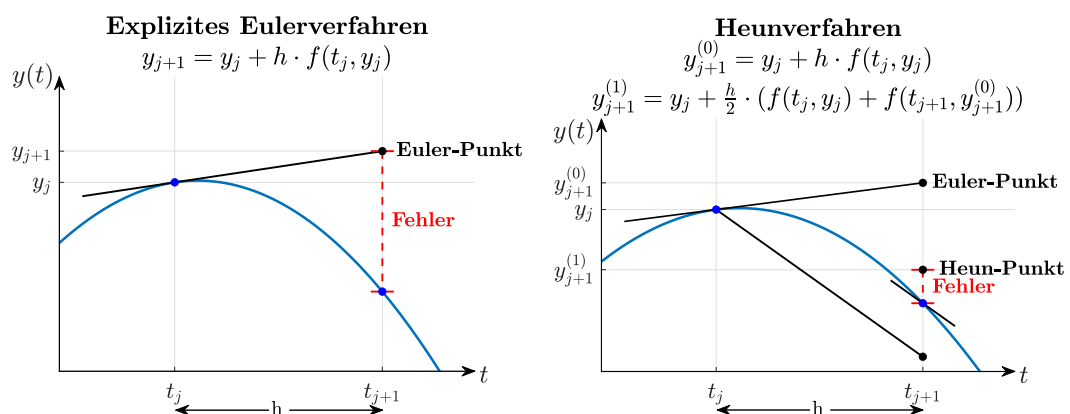 Explizites Eulerverfahren
y_{j+1} = y_j + h · f(t_j, y_j)
y(t)
y_{j+1}
Euler-Punkt
y_j
Fehler
t
t_j
t_{j+1}
h
Heunverfahren
y_{j+1}^{(0)} = y_j + h · f(t_j, y_j)
y_{j+1}^{(1)} = y_j + \frac{h}{2} · (f(t_j, y_j) + f(t_{j+1}, y_{j+1}^{(0)}))
y(t)
y_{j+1}^{(0)}
Euler-Punkt
y_j
y_{j+1}^{(1)}
Heun-Punkt
Fehler
t
t_j
t_{j+1}
h